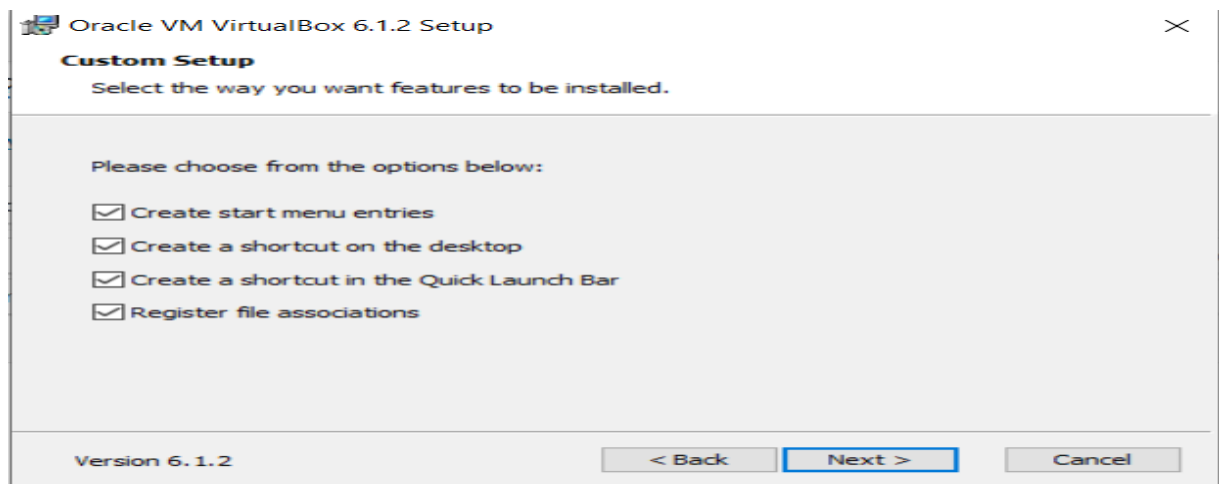 Oracle VM VirtualBox 6.1.2 Setup
Custom Setup
Select the way you want features to be installed.
Please choose from the options below:
Create start menu entries
Create a shortcut on the desktop
Create a shortcut in the Quick Launch Bar
Register file associations
Version 6.1.2 < Back Next > Cancel